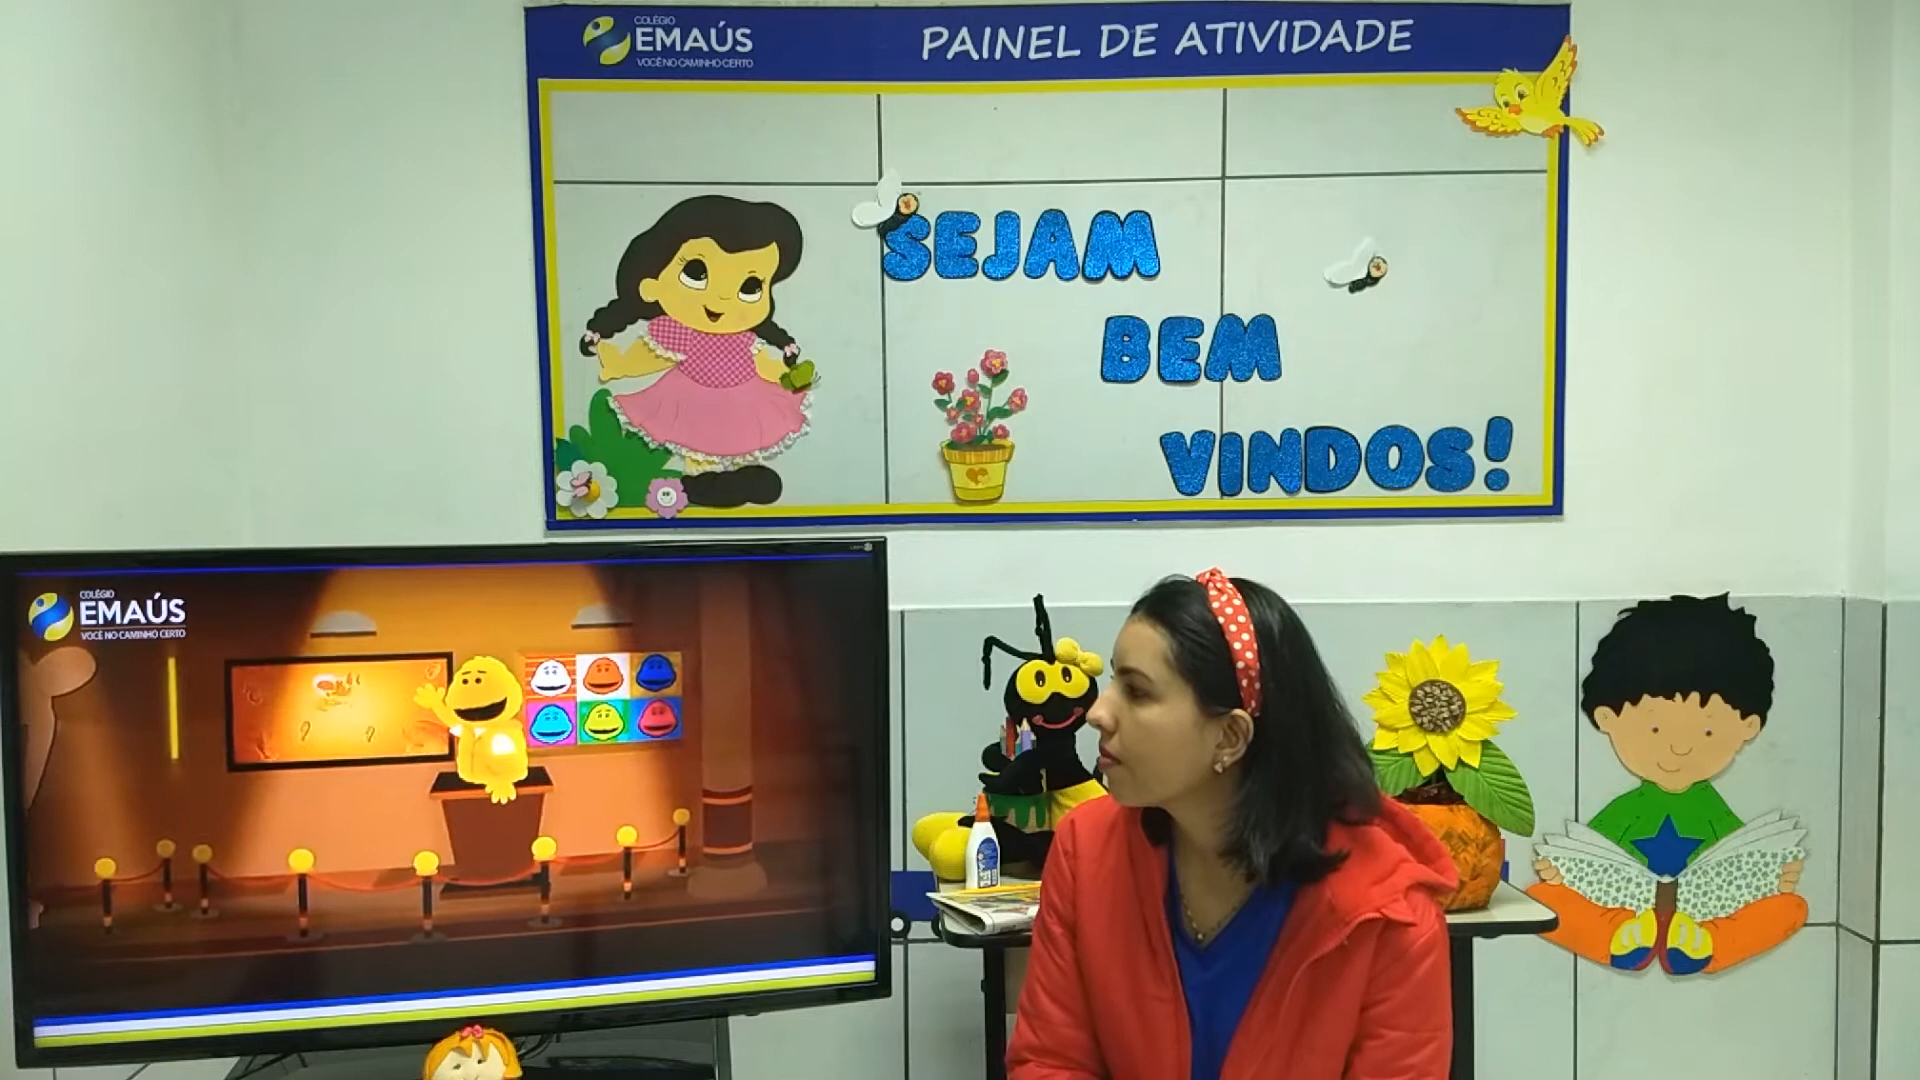 COLÉGIO
EMAÚS
VOCÊ NO CAMINHO CERTO
PAINEL DE ATIVIDADE
SEJAM
BEM
VINDOS!
COLÉGIO
EMAÚS
VOCÊ NO CAMINHO CERTO